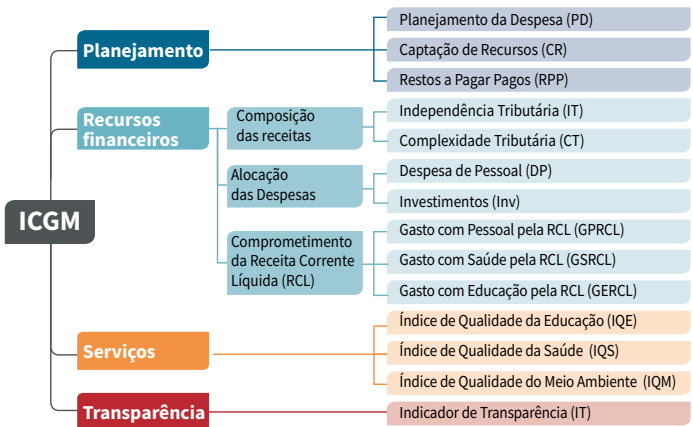 ICGM
Planejamento
Planejamento da Despesa (PD)
Captação de Recursos (CR)
Restos a Pagar Pagos (RPP)
Recursos
financeiros
Composição
das receitas
Independência Tributária (IT)
Complexidade Tributária (CT)
Alocação
das Despesas
Despesa de Pessoal (DP)
Investimentos (Inv)
Comprometimento
da Receita Corrente
Líquida (RCL)
Gasto com Pessoal pela RCL (GPRCL)
Gasto com Saúde pela RCL (GSRCL)
Gasto com Educação pela RCL (GERCL)
Serviços
Índice de Qualidade da Educação (IQE)
Índice de Qualidade da Saúde (IQS)
Índice de Qualidade do Meio Ambiente (IQM)
Transparência
Indicador de Transparência (IT)